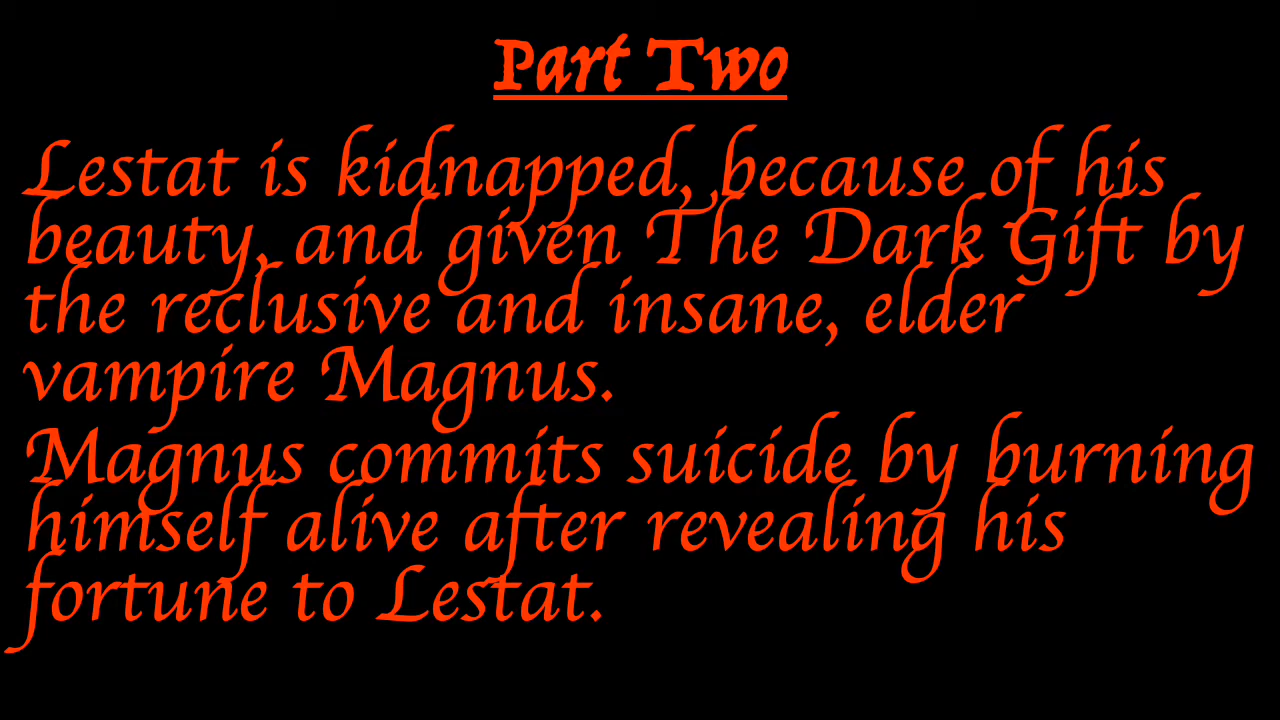 Part Two
Lestat is kidnapped, because of his
beauty, and given The Dark Gift by
the reclusive and insane, elder
vampire Magnus.
Magnus commits suicide by burning
himself alive after revealing his
fortune to Lestat.